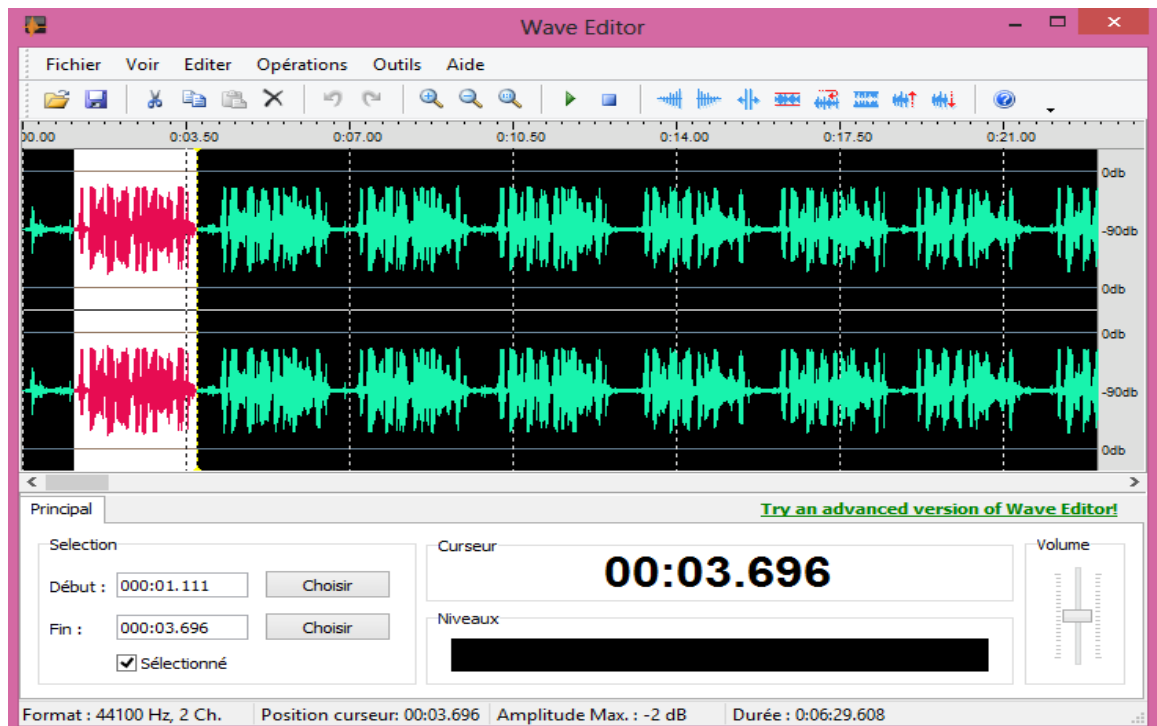 Wave Editor
Fichier Voir Editer Opérations Outils Aide
00.00 0:03.50 0:07.00 0:10.50 0:14.00 0:17.50 0:21.00
0db
-90db
0db
0db
-90db
0db
Principal Try an advanced version of Wave Editor!
Selection Curseur Volume
00:03.696
Début : 000:01.111 Choisir
Niveaux
Fin : 000:03.696 Choisir
Sélectionné
Format : 44100 Hz, 2 Ch. Position curseur: 00:03.696 Amplitude Max. : -2 dB Durée : 0:06:29.608